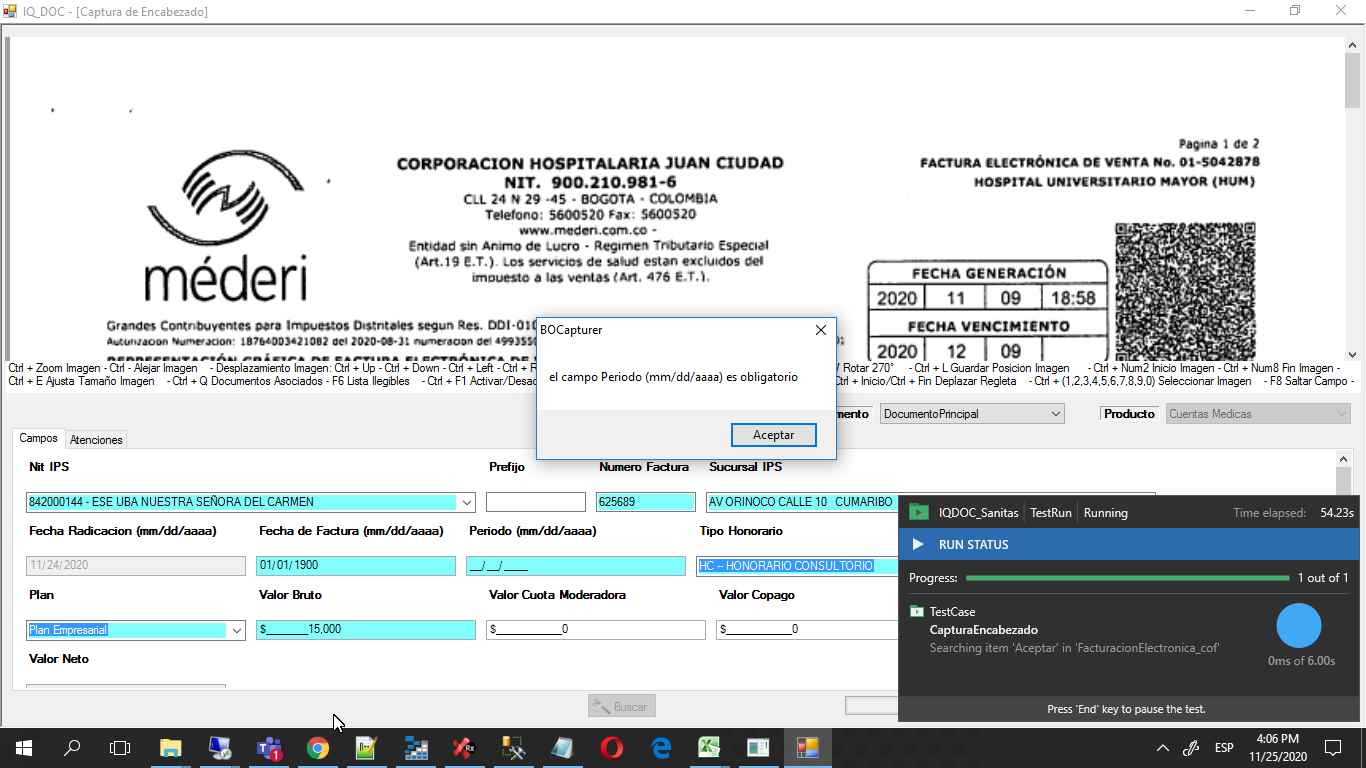 IQ_DOC - [Captura de Encabezado]
Pagina 1 de 2
CORPORACION HOSPITALARIA JUAN CIUDAD
FACTURA ELECTRÓNICA DE VENTA No. 01-5042878
NIT. 900.210.981-6
HOSPITAL UNIVERSITARIO MAYOR (HUM)
CLL 24 N 29 -45 - BOGOTA - COLOMBIA
Telefono: 5600520 Fax: 5600520
www.mederi.com.co -
Entidad sin Animo de Lucro - Regimen Tributario Especial
(Art.19 E.T.). Los servicios de salud estan excluidos del
impuesto a las ventas (Art. 476 E.T.).
méderi
FECHA GENERACIÓN
2020 11 09 18:58
FECHA VENCIMIENTO
2020 12 09
Grandes Contribuyentes para Impuestos Distritales segun Res. DDI-010
Autorizacion Numeracion: 18764003421082 del 2020-08-31 numeracion del 4993550
REPRESENTACIÓN GRÁFICA DE FACTURA ELECTRÓNICA DE
BOCapturer
el campo Periodo (mm/dd/aaaa) es obligatorio
Aceptar
Ctrl + Zoom Imagen - Ctrl - Alejar Imagen - Desplazamiento Imagen: Ctrl + Up - Ctrl + Down - Ctrl + Left - Ctrl + R
Rotar 270° - Ctrl + L Guardar Posicion Imagen - Ctrl + Num2 Inicio Imagen - Ctrl + Num8 Fin Imagen -
Ctrl + E Ajusta Tamaño Imagen - Ctrl + Q Documentos Asociados - F6 Lista Ilegibles - Ctrl + F1 Activar/Desac
Ctrl + Inicio/Ctrl + Fin Deplazar Regleta - Ctrl + (1,2,3,4,5,6,7,8,9,0) Seleccionar Imagen - F8 Saltar Campo -
mento DocumentoPrincipal Producto Cuentas Medicas
Campos Atenciones
Nit IPS Prefijo Numero Factura Sucursal IPS
842000144 - ESE UBA NUESTRA SEÑORA DEL CARMEN 625689 AV ORINOCO CALLE 10 CUMARIBO
Fecha Radicacion (mm/dd/aaaa) Fecha de Factura (mm/dd/aaaa) Periodo (mm/dd/aaaa) Tipo Honorario
11/24/2020 01/01/1900 __/__/____ HC – HONORARIO CONSULTORIO
Plan Valor Bruto Valor Cuota Moderadora Valor Copago
Plan Empresarial $________15,000 $____________0 $____________0
Valor Neto
Buscar
IQDOC_Sanitas TestRun Running Time elapsed: 54.23s
RUN STATUS
Progress: 1 out of 1
TestCase
CapturaEncabezado
Searching item 'Aceptar' in 'FacturacionElectronica_cof'
0ms of 6.00s
Press 'End' key to pause the test.
1
Rx
ESP
4:06 PM
11/25/2020